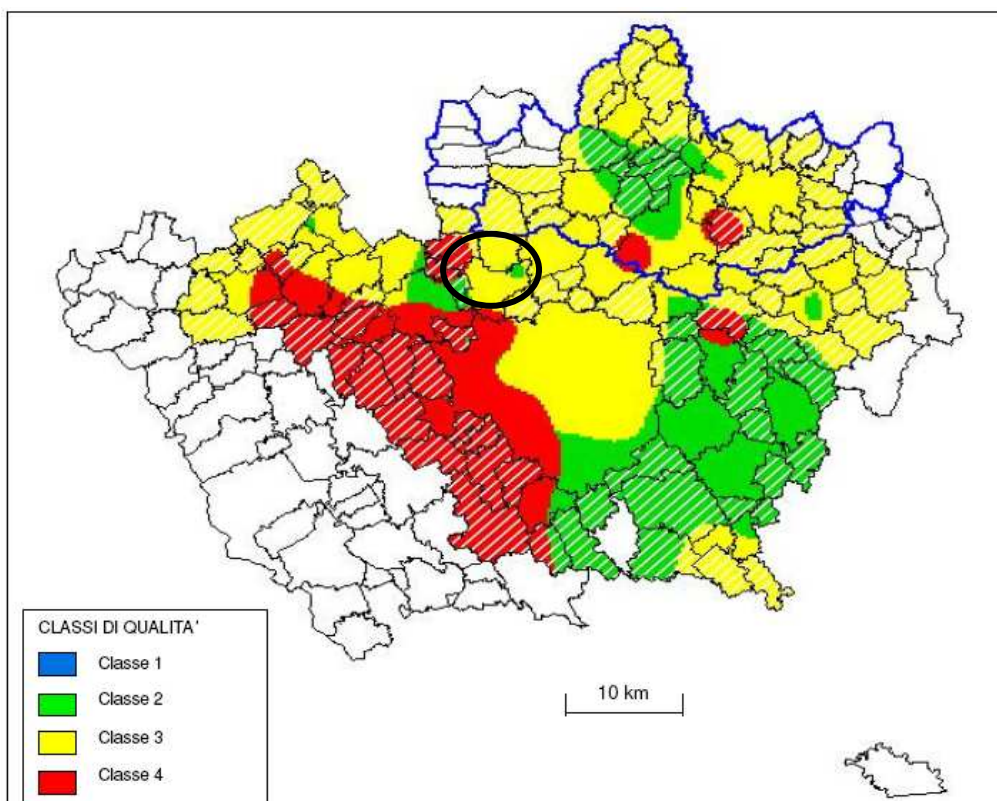 CLASSI DI QUALITA'
Classe 1
Classe 2
Classe 3
Classe 4
10 km